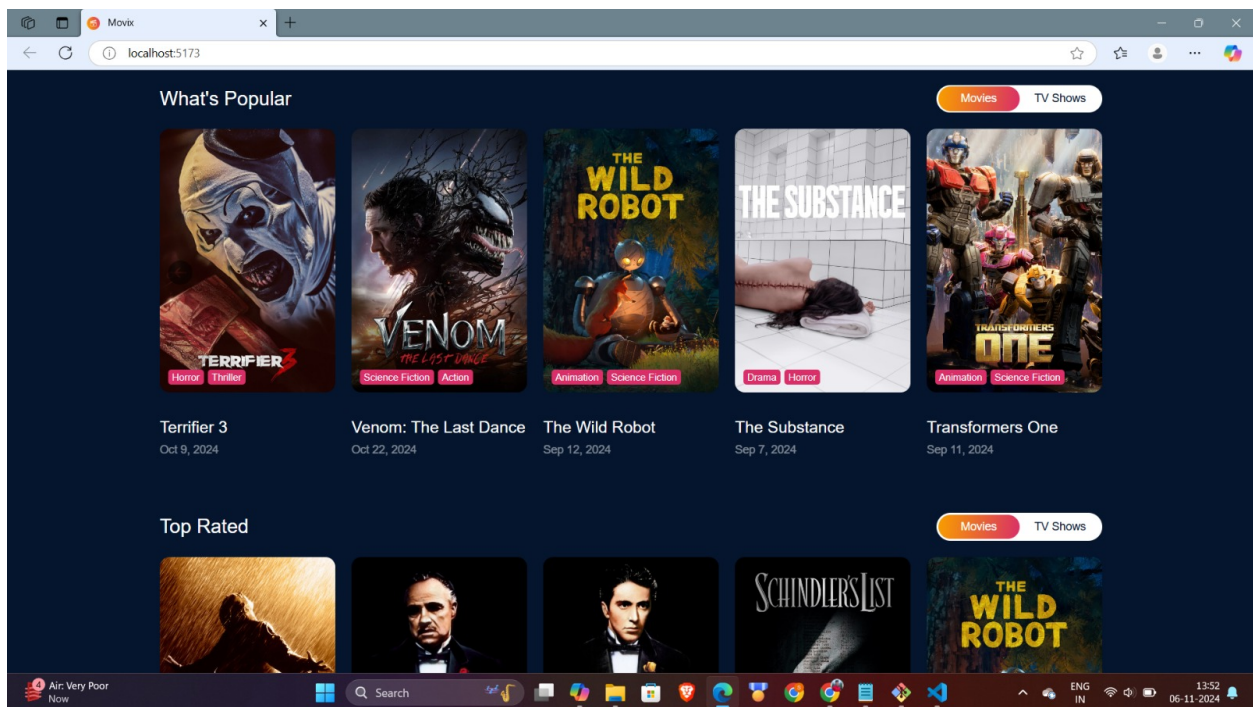 Movix
localhost:5173
What's Popular
Movies TV Shows
THE
WILD
ROBOT
THE SUBSTANCE
VENOM
THE LAST DANCE
TRANSFORMERS
ONE
TERRIFIER 3
Horror Thriller
Science Fiction Action
Animation Science Fiction
Drama Horror
Animation Science Fiction
Terrifier 3
Venom: The Last Dance
The Wild Robot
The Substance
Transformers One
Oct 9, 2024
Oct 22, 2024
Sep 12, 2024
Sep 7, 2024
Sep 11, 2024
Top Rated
Movies TV Shows
SCHINDLER'S LIST
THE
WILD
ROBOT
4
Air: Very Poor
Now
Search
ENG
IN
13:52
06-11-2024